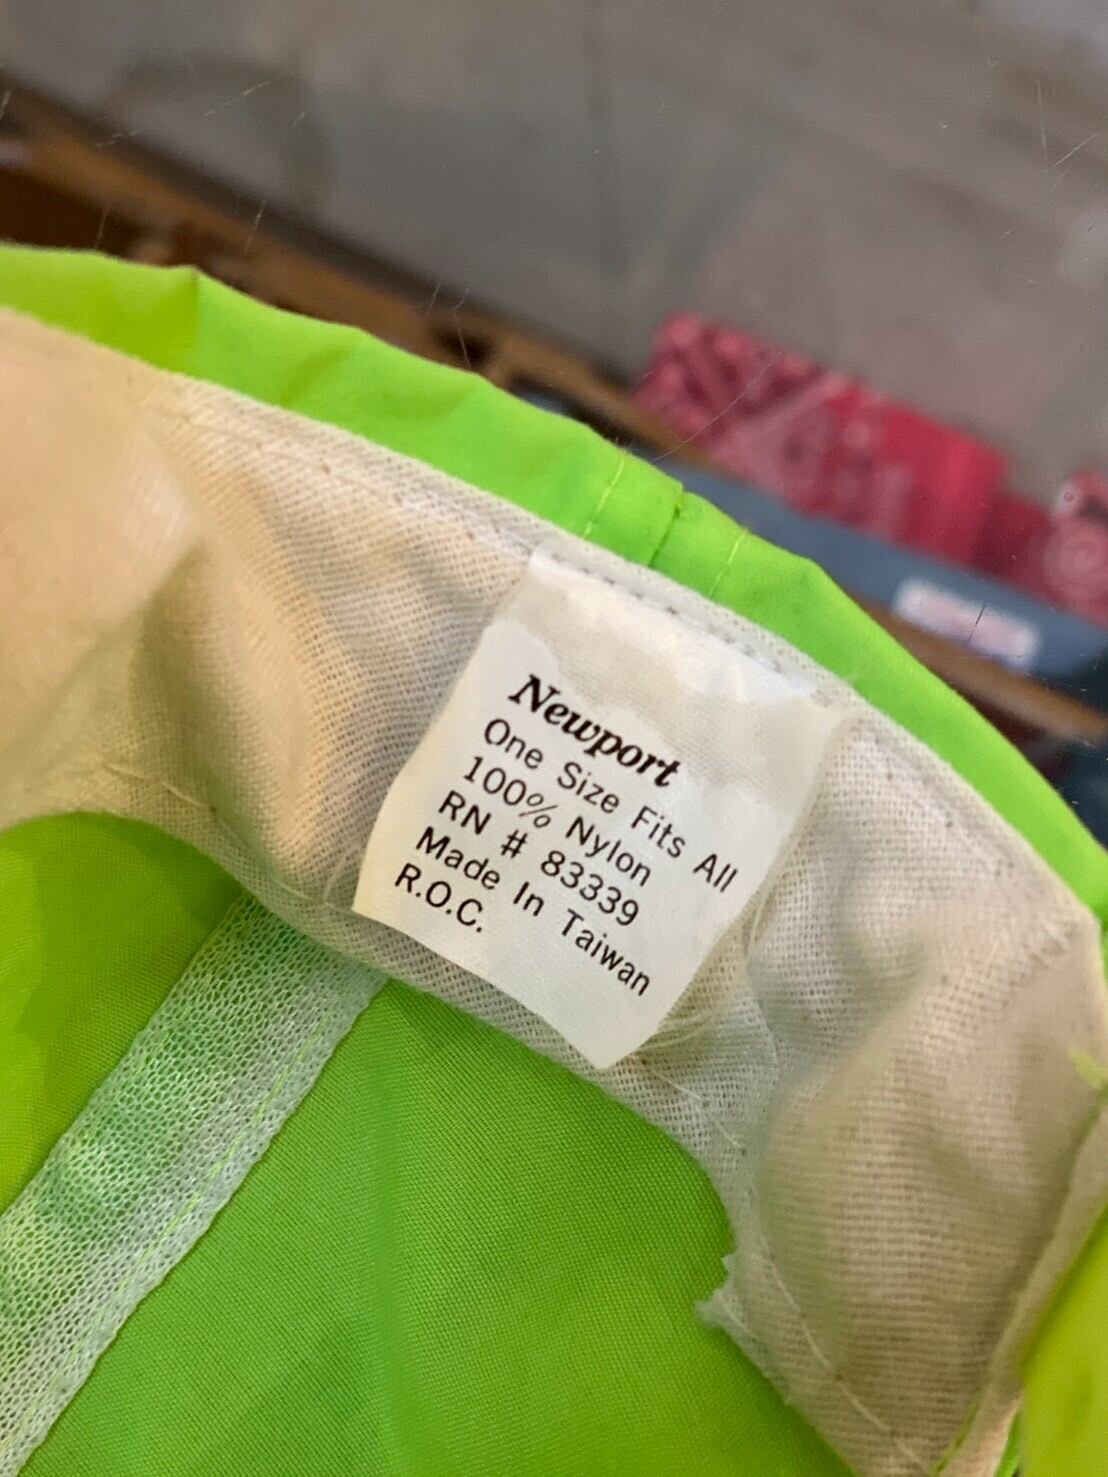 Newport
One Size Fits All
100% Nylon
RN # 83339
Made In Taiwan
R.O.C.